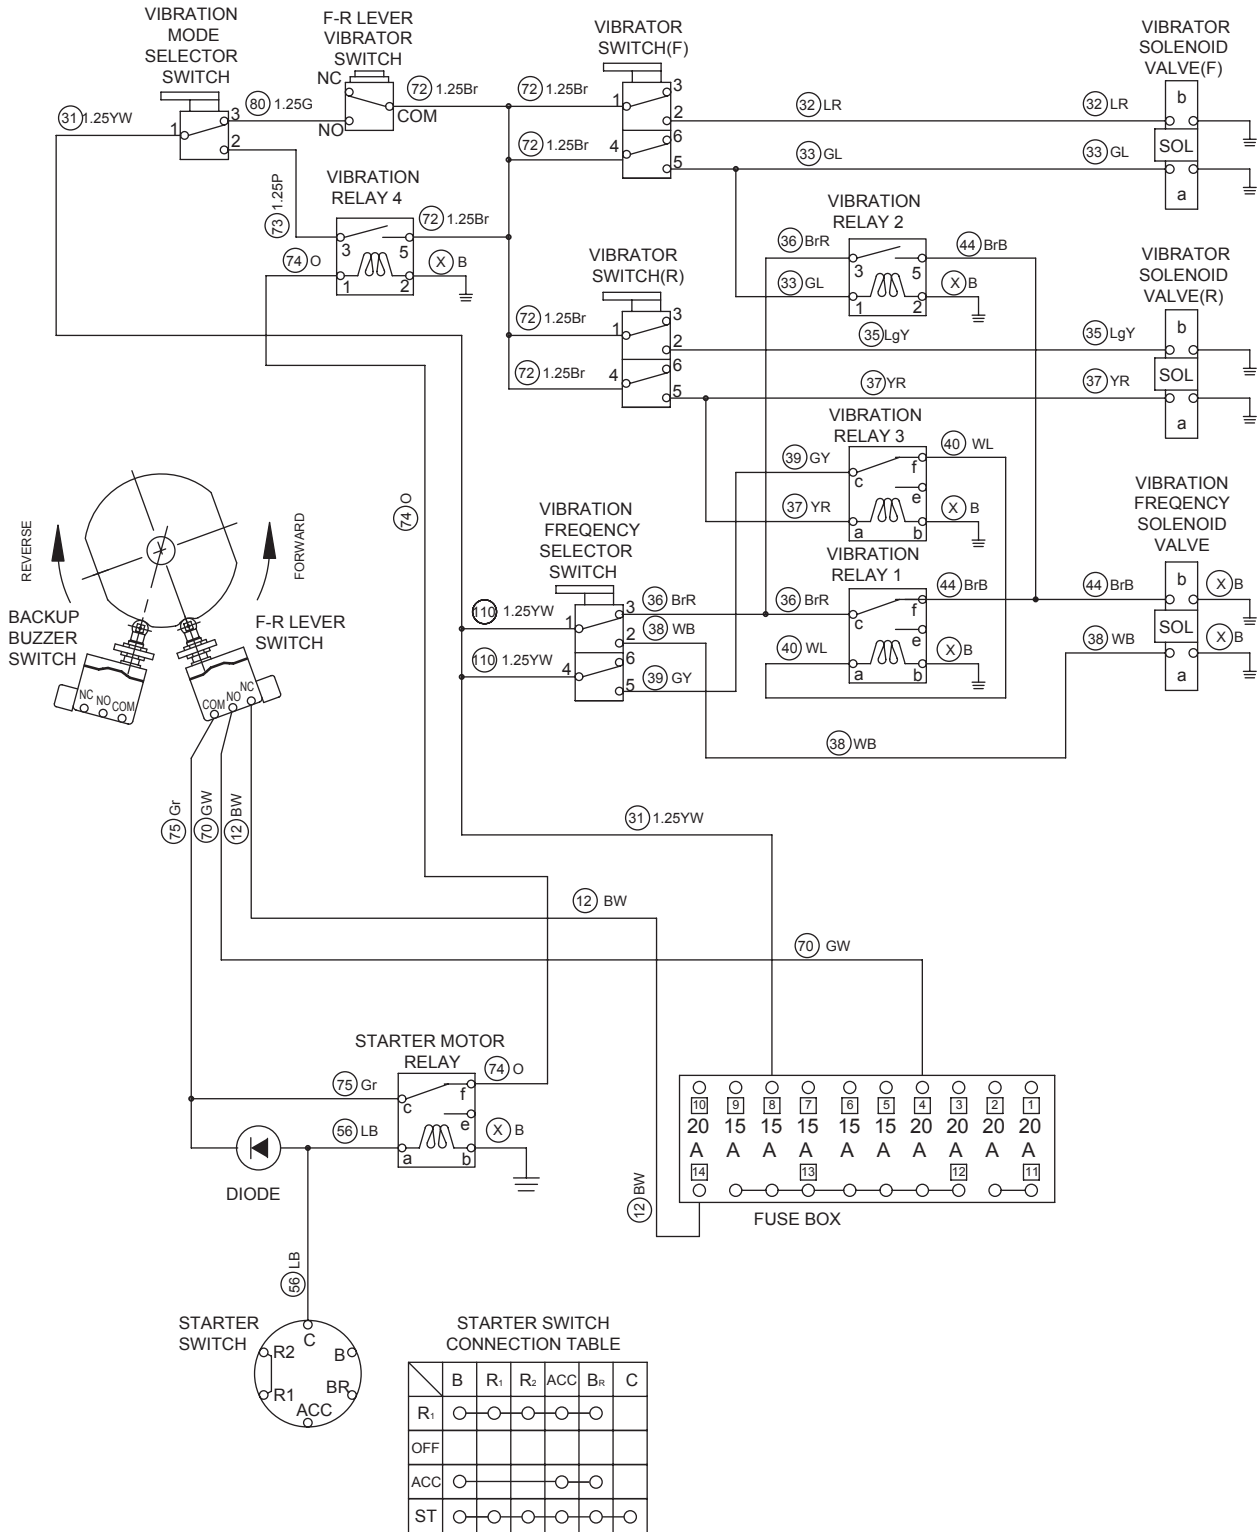 VIBRATION
MODE
SELECTOR
SWITCH
F-R LEVER
VIBRATOR
SWITCH
VIBRATOR
SWITCH(F)
VIBRATOR
SOLENOID
VALVE(F)
NC
NO
COM
31 1.25YW
1
3
2
80 1.25G
72 1.25Br
72 1.25Br
1
3
2
32 LR
32 LR
b
SOL
a
72 1.25Br
4
6
5
33 GL
33 GL
73 1.25P
VIBRATION
RELAY 4
3
5
1
2
72 1.25Br
74 O
X B
VIBRATION
RELAY 2
36 BrR
3
5
44 BrB
33 GL
1
2
X B
VIBRATOR
SWITCH(R)
VIBRATOR
SOLENOID
VALVE(R)
72 1.25Br
1
3
2
35 LgY
35 LgY
b
SOL
a
72 1.25Br
4
6
5
37 YR
37 YR
VIBRATION
RELAY 3
39 GY
c
f
e
40 WL
37 YR
a
b
X B
REVERSE
FORWARD
BACKUP
BUZZER
SWITCH
F-R LEVER
SWITCH
NC
NO
COM
COM
NO
NC
74 O
VIBRATION
FREQENCY
SELECTOR
SWITCH
VIBRATION
RELAY 1
VIBRATION
FREQENCY
SOLENOID
VALVE
110 1.25YW
1
3
2
36 BrR
36 BrR
c
f
e
44 BrB
44 BrB
b
SOL
a
X B
38 WB
110 1.25YW
4
6
5
39 GY
40 WL
a
b
X B
38 WB
X B
38 WB
75 Gr
70 GW
12 BW
31 1.25YW
12 BW
70 GW
STARTER MOTOR
RELAY
75 Gr
c
f
e
74 O
56 LB
a
b
X B
DIODE
12 BW
10 9 8 7 6 5 4 3 2 1
20 15 15 15 15 15 20 20 20 20
A A A A A A A A A A
14 13 12 11
FUSE BOX
56 LB
STARTER
SWITCH
C
R2
B
R1
BR
ACC
STARTER SWITCH
CONNECTION TABLE
B R1 R2 ACC BR C
R1
OFF
ACC
ST